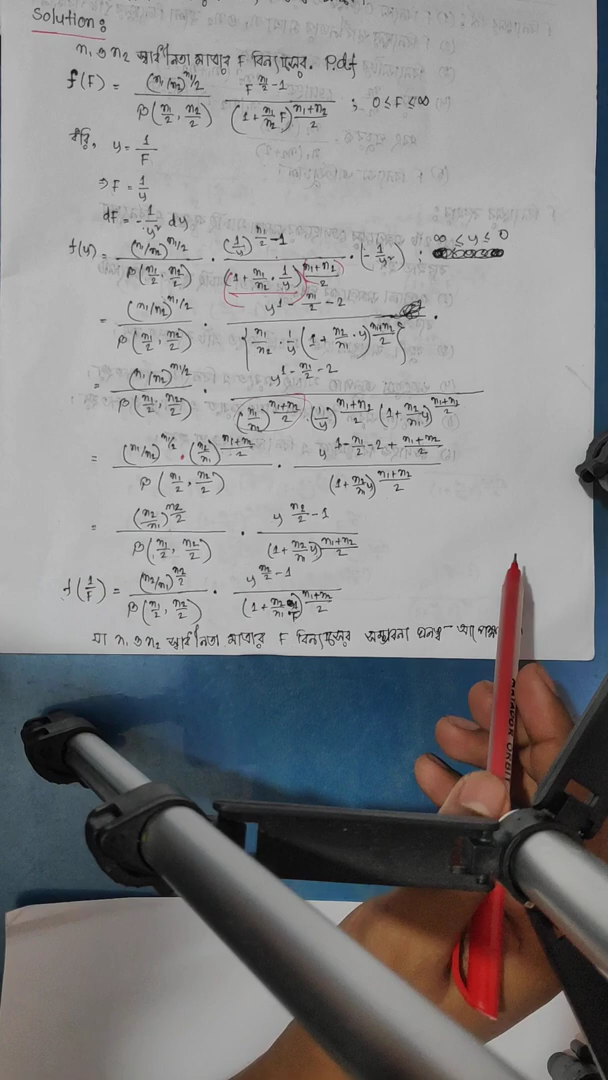 Solution :
n₁ ও n₂ স্বাধীনতা মাত্রার F বিন্যাসের. P.d.f
f(F) = (n₁/n₂)^(n₁/2) / β(n₁/2, n₂/2) · F^(n₁/2 - 1) / (1 + n₁/n₂ F)^((n₁+n₂)/2) ; 0 ≤ F ≤ ∞
ধরি, y = 1/F
⇒ F = 1/y
dF = -1/y² dy
f(y) = (n₁/n₂)^(n₁/2) / β(n₁/2, n₂/2) · (1/y)^(n₁/2 - 1) / (1 + n₁/n₂ · 1/y)^((n₁+n₂)/2) · (-1/y²) ; ∞ ≤ y ≤ 0
= (n₁/n₂)^(n₁/2) / β(n₁/2, n₂/2) · y^(1 - n₁/2 - 2) / {n₁/n₂ · 1/y (1 + n₂/n₁ · y)^((n₁+n₂)/2)} .
= (n₁/n₂)^(n₁/2) / β(n₁/2, n₂/2) · y^(1 - n₁/2 - 2) / (n₁/n₂)^((n₁+n₂)/2) · (1/y)^((n₁+n₂)/2) (1 + n₂/n₁ y)^((n₁+n₂)/2)
= (n₁/n₂)^(n₁/2) · (n₂/n₁)^((n₁+n₂)/2) / β(n₁/2, n₂/2) · y^(1 - n₁/2 - 2 + (n₁+n₂)/2) / (1 + n₂/n₁ y)^((n₁+n₂)/2)
= (n₂/n₁)^(n₂/2) / β(n₁/2, n₂/2) · y^(n₂/2 - 1) / (1 + n₂/n₁ y)^((n₁+n₂)/2)
f(1/F) = (n₂/n₁)^(n₂/2) / β(n₁/2, n₂/2) · y^(n₂/2 - 1) / (1 + n₂/n₁ · 1/F)^((n₁+n₂)/2)
যা n₁ ও n₂ স্বাধীনতা মাত্রার F বিন্যাসের সম্ভাবনা ঘনত্ব